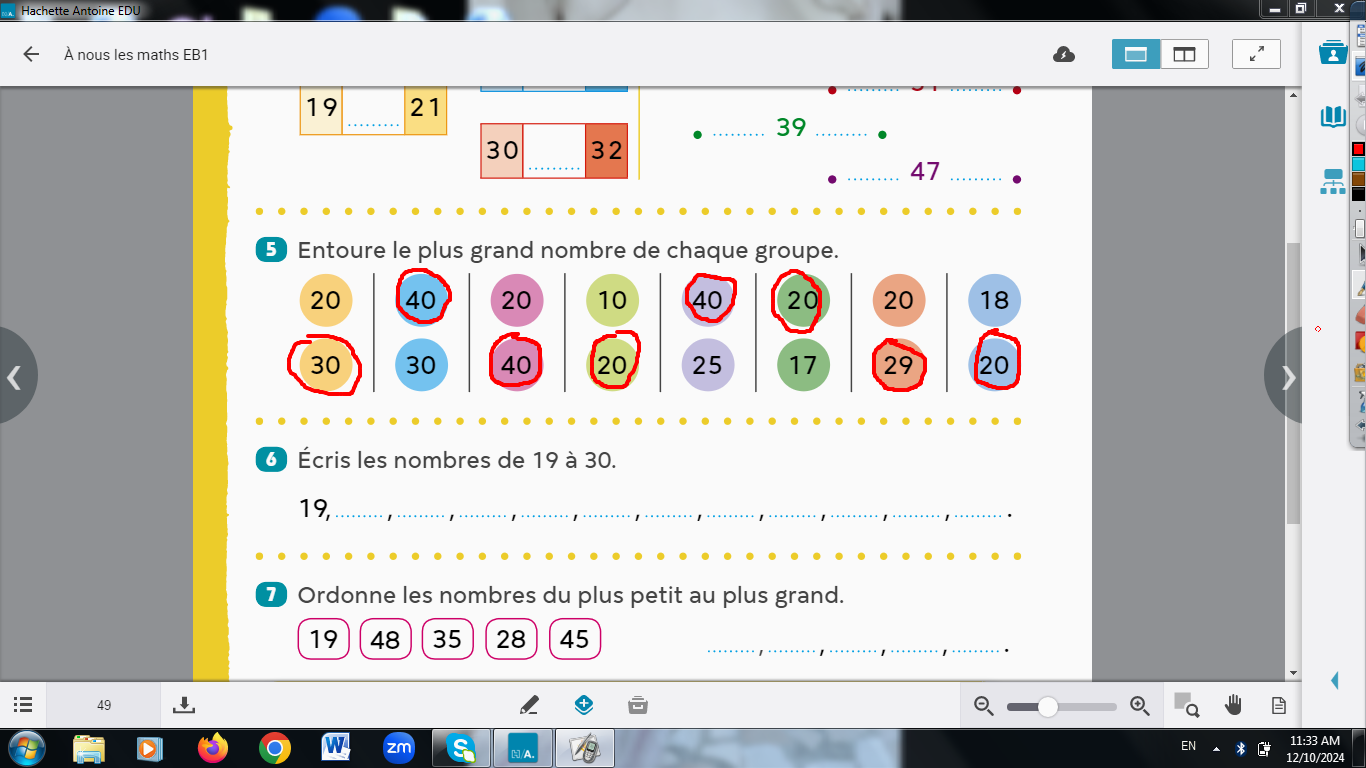 Hachette Antoine EDU
À nous les maths EB1
19 ......... 21
30 ......... 32
......... 39 .........
......... 47 .........
5 Entoure le plus grand nombre de chaque groupe.
20 40 20 10 40 20 20 18
30 30 40 20 25 17 29 20
6 Écris les nombres de 19 à 30.
19, ........., ........., ........., ........., ........., ........., ........., ........., ........., ........., ......... .
7 Ordonne les nombres du plus petit au plus grand.
19 48 35 28 45 ........., ........., ........., ........., ......... .
49
EN 11:33 AM
12/10/2024